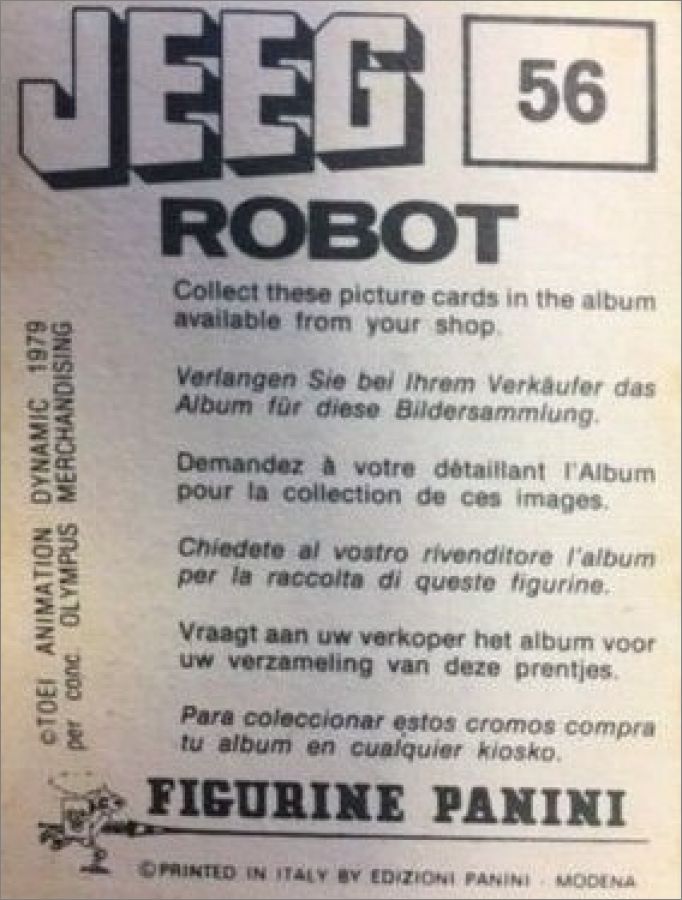 JEEG
56
ROBOT
Collect these picture cards in the album
available from your shop.
Verlangen Sie bei Ihrem Verkäufer das
Album für diese Bildersammlung.
Demandez à votre détaillant l'Album
pour la collection de ces images.
Chiedete al vostro rivenditore l'album
per la raccolta di queste figurine.
Vraagt aan uw verkoper het album voor
uw verzameling van deze prentjes.
Para coleccionar estos cromos compra
tu album en cualquier kiosko.
©TOEI ANIMATION DYNAMIC 1979
per conc. OLYMPUS MERCHANDISING
FIGURINE PANINI
©PRINTED IN ITALY BY EDIZIONI PANINI - MODENA